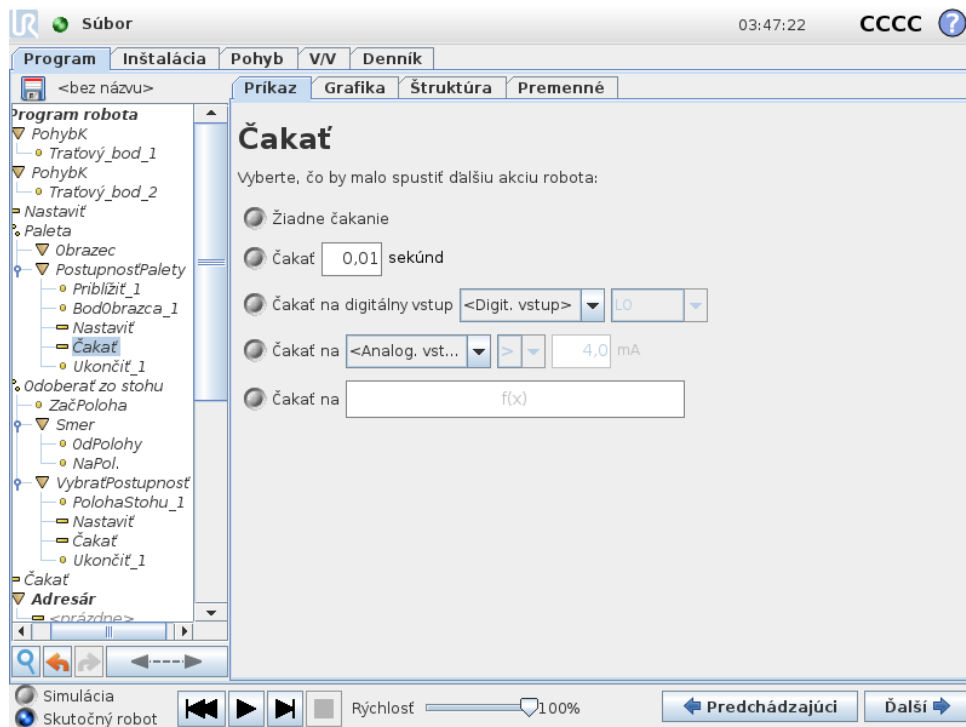 UR Súbor 03:47:22 CCCC ?
Program Inštalácia Pohyb V/V Denník
<bez názvu>
Príkaz Grafika Štruktúra Premenné
Program robota
PohybK
Traťový_bod_1
PohybK
Traťový_bod_2
Nastaviť
Paleta
Obrazec
PostupnosťPalety
Priblížiť_1
BodObrazca_1
Nastaviť
Čakať
Ukončiť_1
Odoberať zo stohu
ZačPoloha
Smer
OdPolohy
NaPol.
VybraťPostupnosť
PolohaStohu_1
Nastaviť
Čakať
Ukončiť_1
Čakať
Adresár
<prázdne>
Čakať
Vyberte, čo by malo spustiť ďalšiu akciu robota:
Žiadne čakanie
Čakať 0,01 sekúnd
Čakať na digitálny vstup <Digit. vstup> LO
Čakať na <Analog. vst... > 4,0 mA
Čakať na f(x)
Simulácia
Skutočný robot
Rýchlosť 100%
Predchádzajúci Ďalší